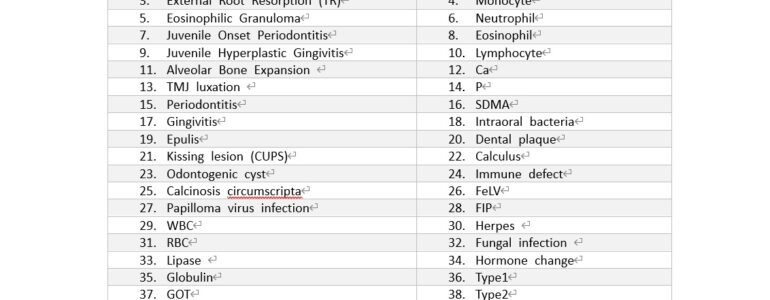 3. External Root Resorption (TR) 4. Monocyte
5. Eosinophilic Granuloma 6. Neutrophil
7. Juvenile Onset Periodontitis 8. Eosinophil
9. Juvenile Hyperplastic Gingivitis 10. Lymphocyte
11. Alveolar Bone Expansion 12. Ca
13. TMJ luxation 14. P
15. Periodontitis 16. SDMA
17. Gingivitis 18. Intraoral bacteria
19. Epulis 20. Dental plaque
21. Kissing lesion (CUPS) 22. Calculus
23. Odontogenic cyst 24. Immune defect
25. Calcinosis circumscripta 26. FeLV
27. Papilloma virus infection 28. FIP
29. WBC 30. Herpes
31. RBC 32. Fungal infection
33. Lipase 34. Hormone change
35. Globulin 36. Type1
37. GOT 38. Type2